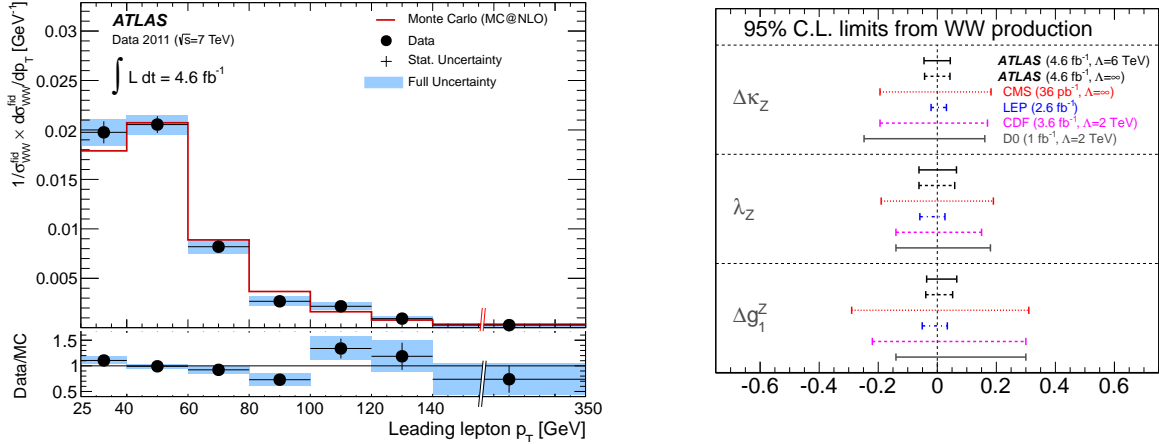 ATLAS
Data 2011 (√s=7 TeV)
∫ L dt = 4.6 fb⁻¹
Monte Carlo (MC@NLO)
Data
Stat. Uncertainty
Full Uncertainty
1/σ^fid_WW × dσ^fid_WW/dp_T [GeV⁻¹]
0.03
0.025
0.02
0.015
0.01
0.005
Data/MC
1.5
1
0.5
25 40 60 80 100 120 140 350
Leading lepton p_T [GeV]
95% C.L. limits from WW production
ATLAS (4.6 fb⁻¹, Λ=6 TeV)
ATLAS (4.6 fb⁻¹, Λ=∞)
CMS (36 pb⁻¹, Λ=∞)
LEP (2.6 fb⁻¹)
CDF (3.6 fb⁻¹, Λ=2 TeV)
D0 (1 fb⁻¹, Λ=2 TeV)
Δκ_Z
λ_Z
Δg₁^Z
-0.6 -0.4 -0.2 0 0.2 0.4 0.6